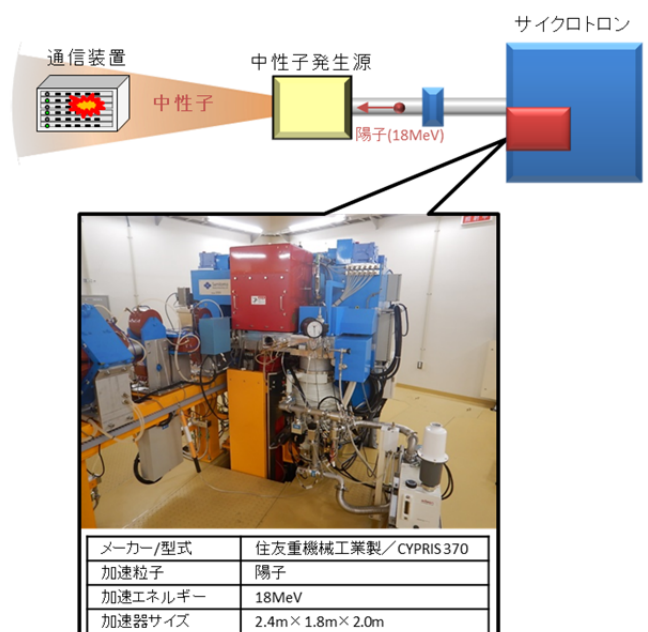 サイクロトロン
通信装置
中性子発生源
中性子
陽子(18MeV)
メーカー/型式 住友重機械工業製/CYPRIS370
加速粒子 陽子
加速エネルギー 18MeV
加速器サイズ 2.4m×1.8m×2.0m